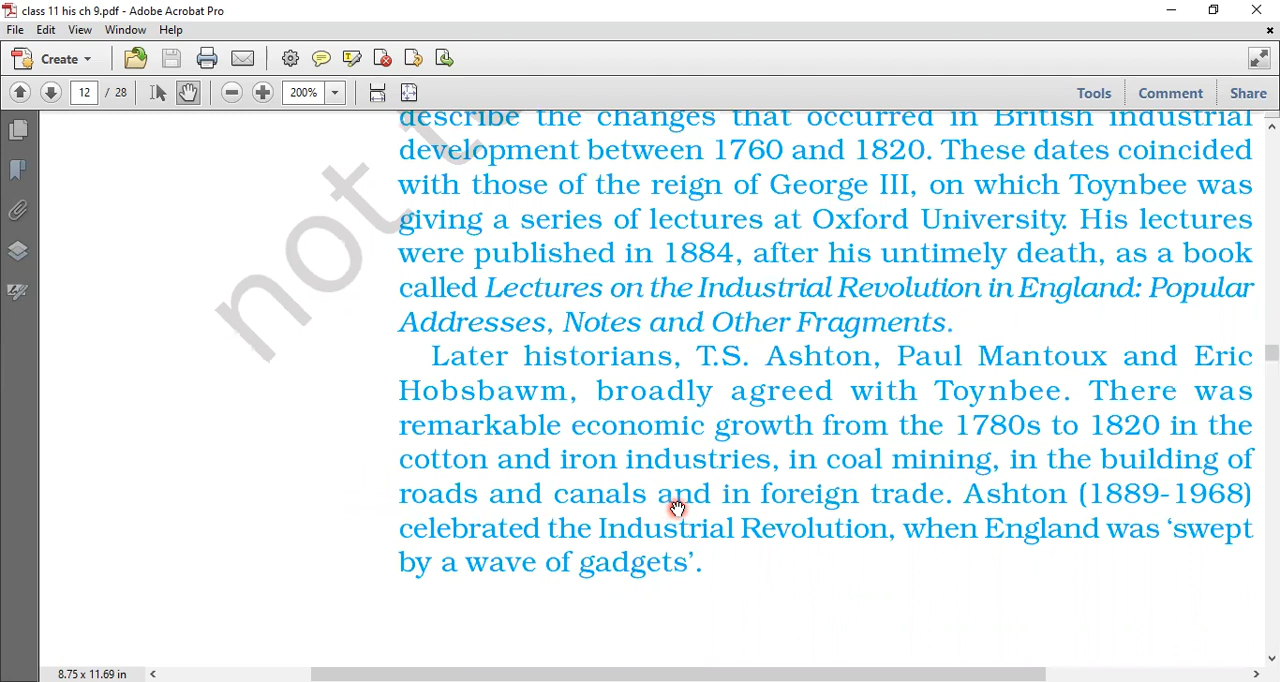 class 11 his ch 9.pdf - Adobe Acrobat Pro
File Edit View Window Help
Create
12 / 28 200% Tools Comment Share
describe the changes that occurred in British industrial
development between 1760 and 1820. These dates coincided
with those of the reign of George III, on which Toynbee was
giving a series of lectures at Oxford University. His lectures
were published in 1884, after his untimely death, as a book
called Lectures on the Industrial Revolution in England: Popular
Addresses, Notes and Other Fragments.
Later historians, T.S. Ashton, Paul Mantoux and Eric
Hobsbawm, broadly agreed with Toynbee. There was
remarkable economic growth from the 1780s to 1820 in the
cotton and iron industries, in coal mining, in the building of
roads and canals and in foreign trade. Ashton (1889-1968)
celebrated the Industrial Revolution, when England was ‘swept
by a wave of gadgets’.
not t
8.75 x 11.69 in